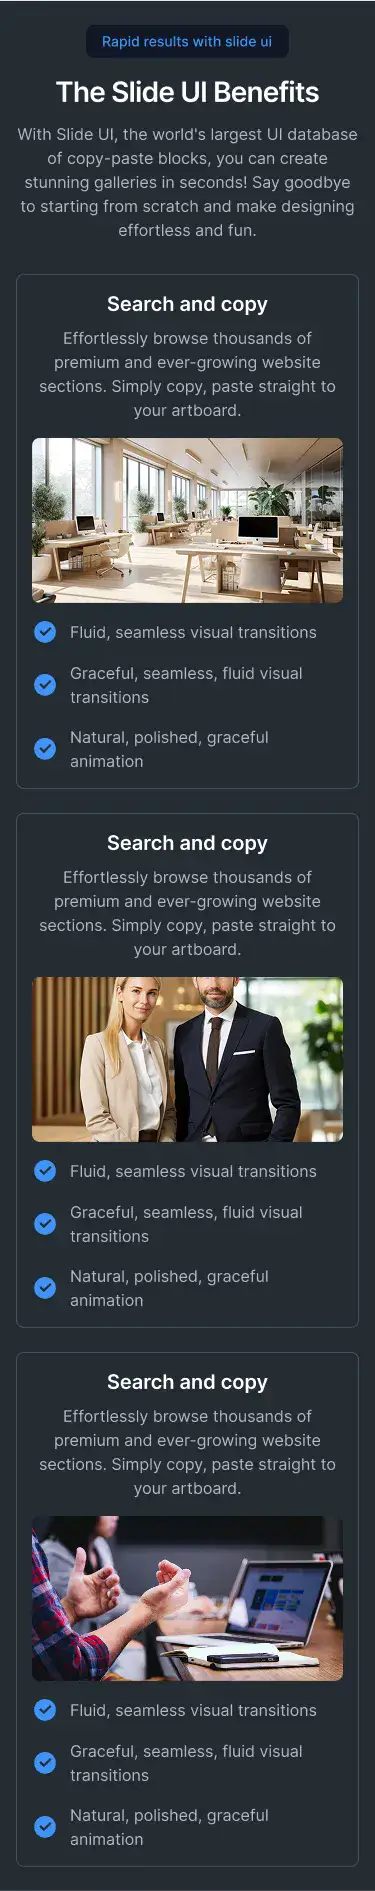 Rapid results with slide ui
The Slide UI Benefits
With Slide UI, the world's largest UI database
of copy-paste blocks, you can create
stunning galleries in seconds! Say goodbye
to starting from scratch and make designing
effortless and fun.
Search and copy
Effortlessly browse thousands of
premium and ever-growing website
sections. Simply copy, paste straight to
your artboard.
Fluid, seamless visual transitions
Graceful, seamless, fluid visual
transitions
Natural, polished, graceful
animation
Search and copy
Effortlessly browse thousands of
premium and ever-growing website
sections. Simply copy, paste straight to
your artboard.
Fluid, seamless visual transitions
Graceful, seamless, fluid visual
transitions
Natural, polished, graceful
animation
Search and copy
Effortlessly browse thousands of
premium and ever-growing website
sections. Simply copy, paste straight to
your artboard.
Fluid, seamless visual transitions
Graceful, seamless, fluid visual
transitions
Natural, polished, graceful
animation